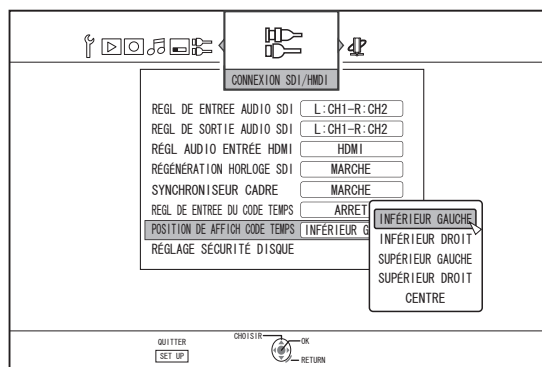 CONNEXION SDI/HMDI
REGL DE ENTREE AUDIO SDI L:CH1-R:CH2
REGL DE SORTIE AUDIO SDI L:CH1-R:CH2
RÉGL AUDIO ENTRÉE HDMI HDMI
RÉGÉNÉRATION HORLOGE SDI MARCHE
SYNCHRONISEUR CADRE MARCHE
REGL DE ENTREE DU CODE TEMPS ARRET
POSITION DE AFFICH CODE TEMPS INFÉRIEUR G
RÉGLAGE SÉCURITÉ DISQUE
INFÉRIEUR GAUCHE
INFÉRIEUR DROIT
SUPÉRIEUR GAUCHE
SUPÉRIEUR DROIT
CENTRE
QUITTER
SET UP
CHOISIR
OK
RETURN